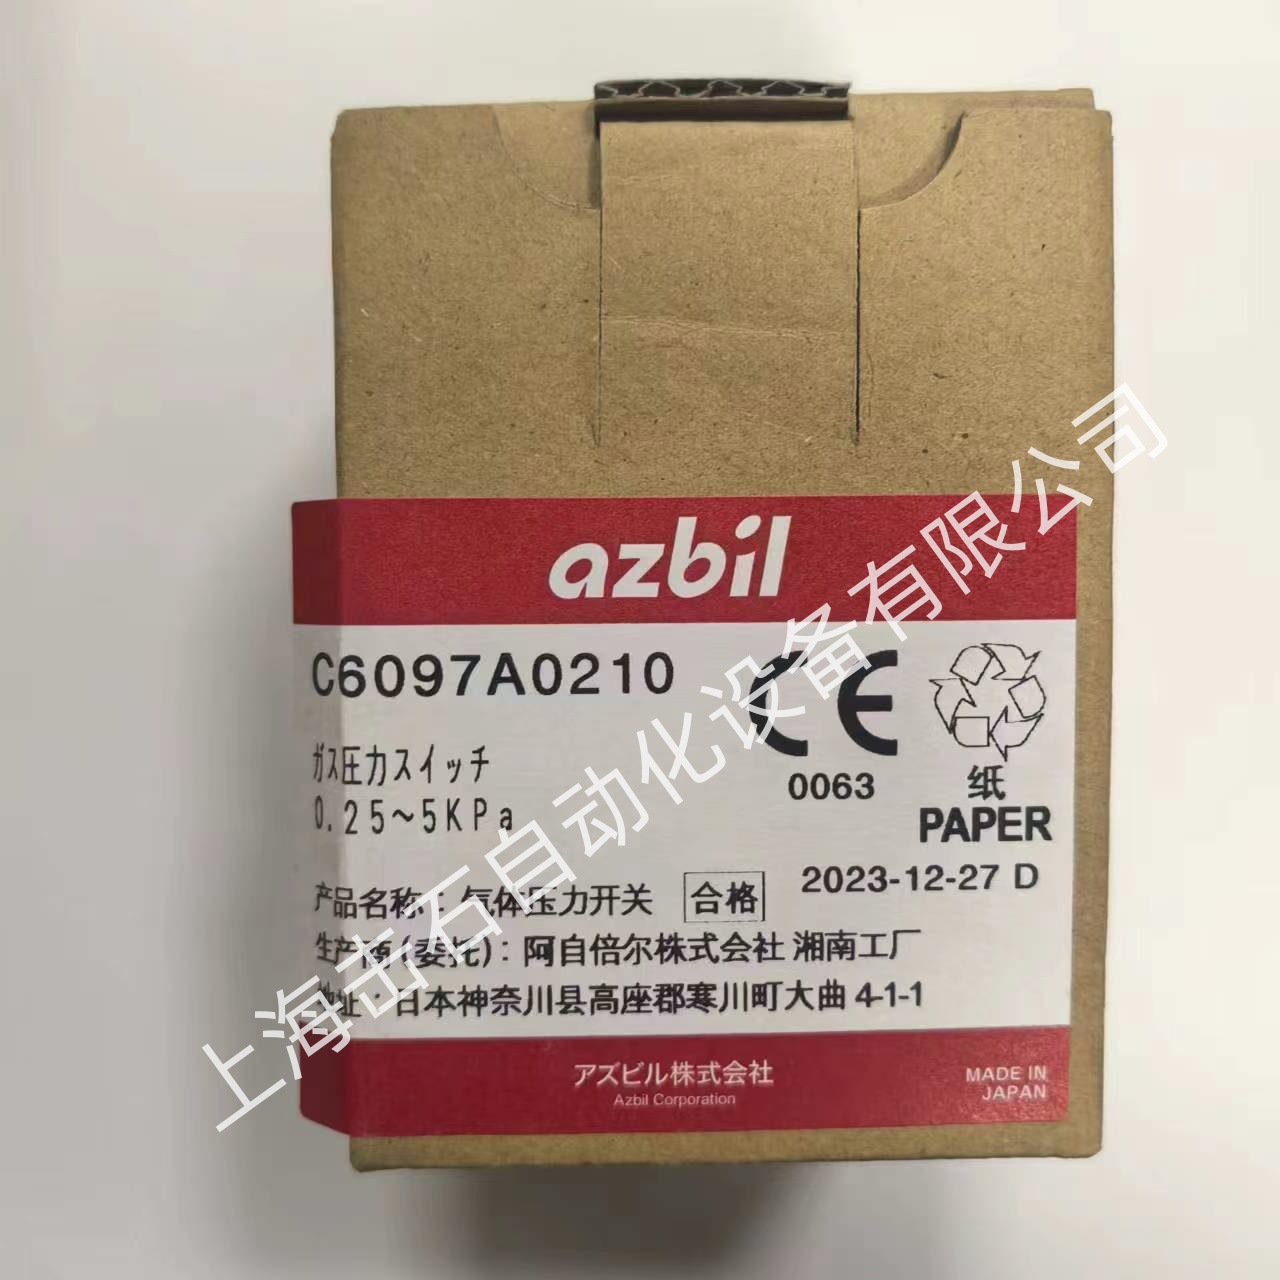 azbil
C6097A0210
ガス圧力スイッチ
0.25~5KPa
CE
0063
纸
PAPER
2023-12-27 D
产品名称：气体压力开关 合格
生产商(委托)：阿自倍尔株式会社 湘南工厂
地址：日本神奈川县高座郡寒川町大曲 4-1-1
アズビル株式会社
Azbil Corporation
MADE IN
JAPAN
上海击石自动化设备有限公司